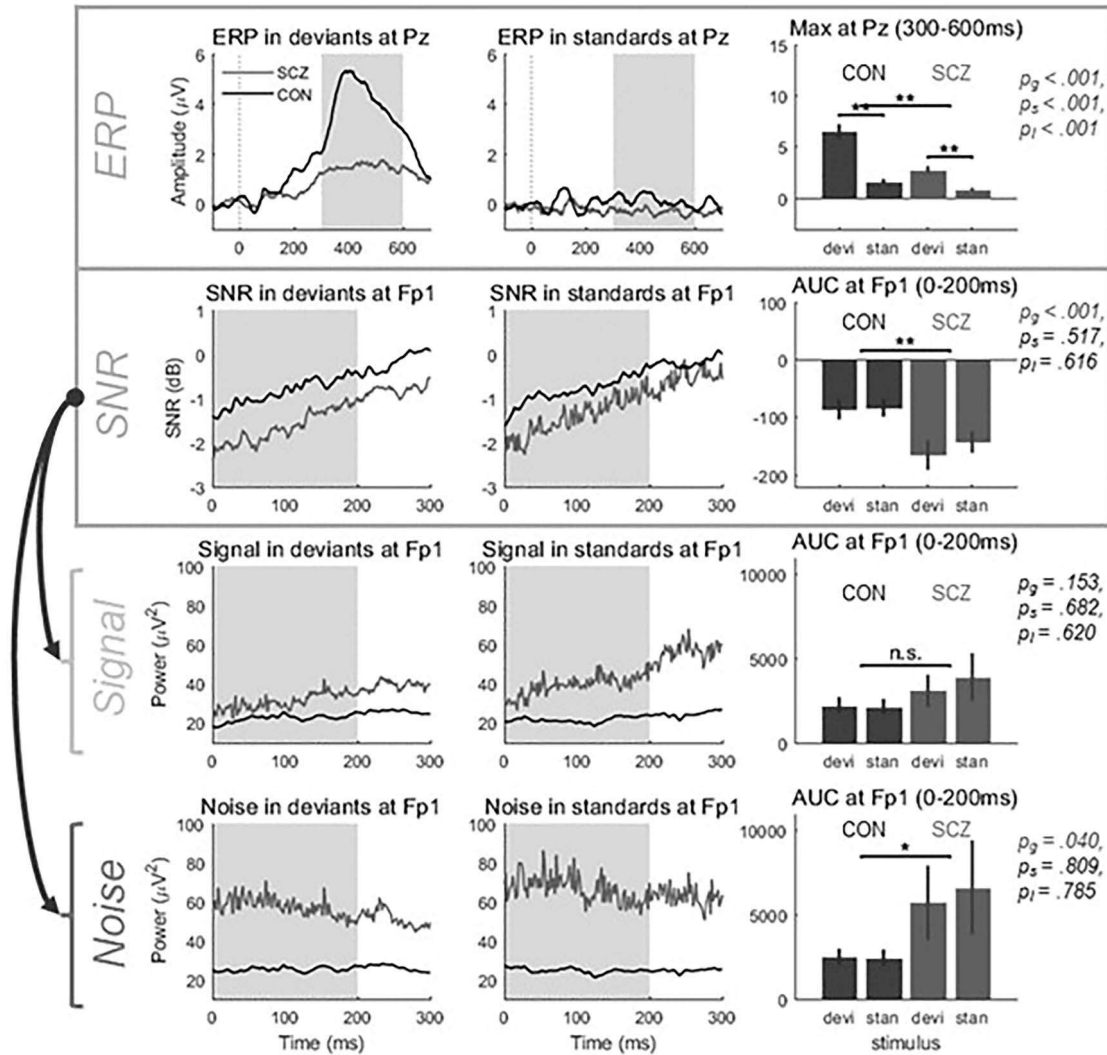 ERP
ERP in deviants at Pz
Amplitude (μV)
6
4
2
0
SCZ
CON
0 200 400 600
ERP in standards at Pz
6
4
2
0
0 200 400 600
Max at Pz (300-600ms)
15
10
5
0
CON SCZ
** ** **
devi stan devi stan
pg < .001,
ps < .001,
pI < .001
SNR
SNR in deviants at Fp1
SNR (dB)
1
0
-1
-2
-3
0 100 200 300
SNR in standards at Fp1
1
0
-1
-2
-3
0 100 200 300
AUC at Fp1 (0-200ms)
100
0
-100
-200
CON SCZ
**
devi stan devi stan
pg < .001,
ps = .517,
pI = .616
Signal
Signal in deviants at Fp1
Power (μV²)
100
80
60
40
20
0 100 200 300
Signal in standards at Fp1
100
80
60
40
20
0 100 200 300
AUC at Fp1 (0-200ms)
10000
5000
0
CON SCZ
n.s.
devi stan devi stan
pg = .153,
ps = .682,
pI = .620
Noise
Noise in deviants at Fp1
Power (μV²)
100
80
60
40
20
0 100 200 300
Time (ms)
Noise in standards at Fp1
100
80
60
40
20
0 100 200 300
Time (ms)
AUC at Fp1 (0-200ms)
10000
5000
0
CON SCZ
*
devi stan devi stan
stimulus
pg = .040,
ps = .809,
pI = .785